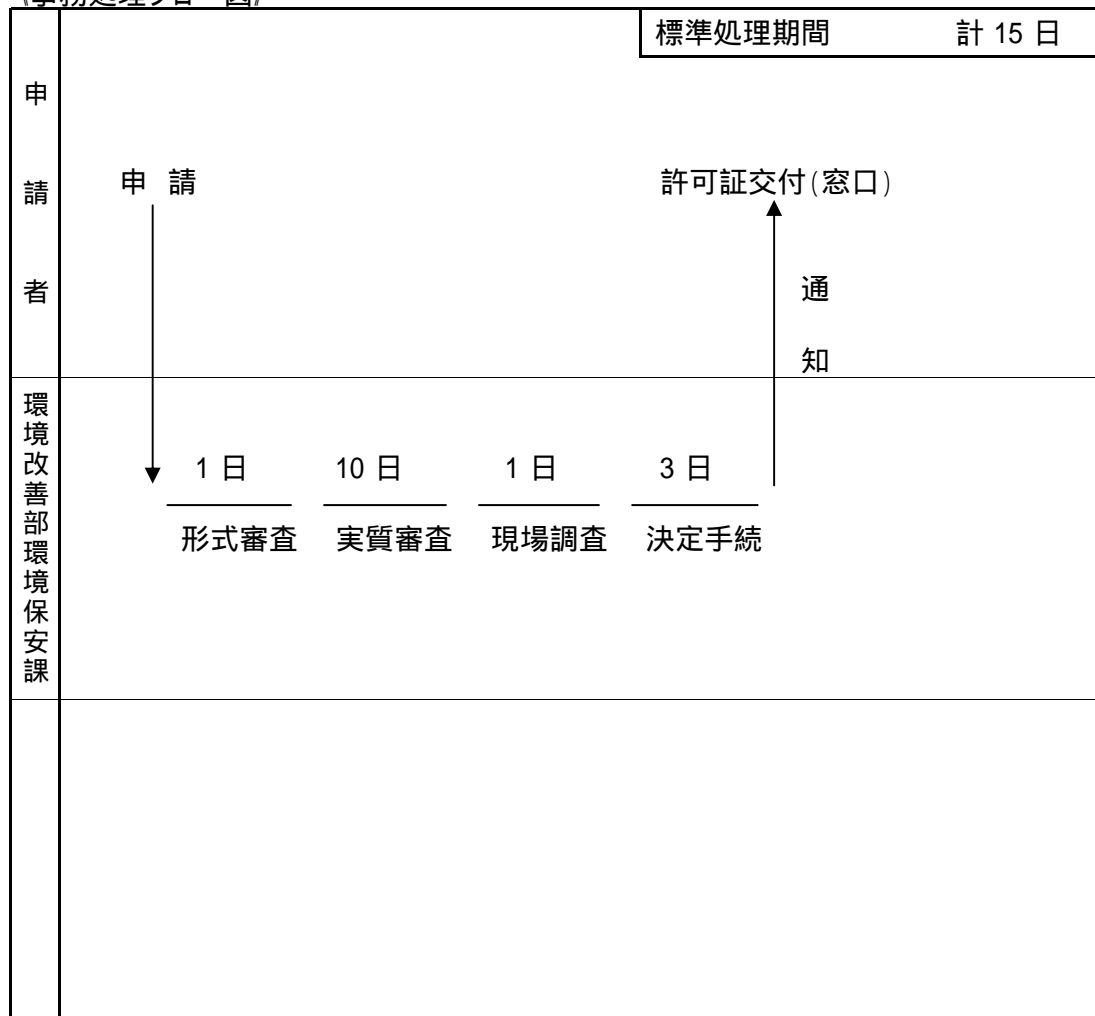 標準処理期間 計 15 日
申請者
申 請
許可証交付(窓口)
通知
環境改善部環境保安課
1 日 10 日 1 日 3 日
形式審査 実質審査 現場調査 決定手続